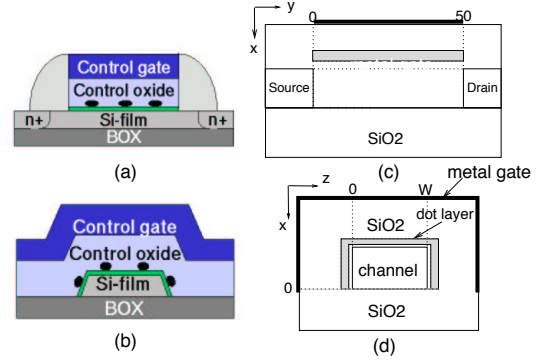 Control gate
Control oxide
Si-film
n+
n+
BOX
(a)
y
0
50
x
Source
Drain
SiO2
(c)
Control gate
Control oxide
Si-film
BOX
(b)
z
0
W
metal gate
x
SiO2
dot layer
channel
0
SiO2
(d)